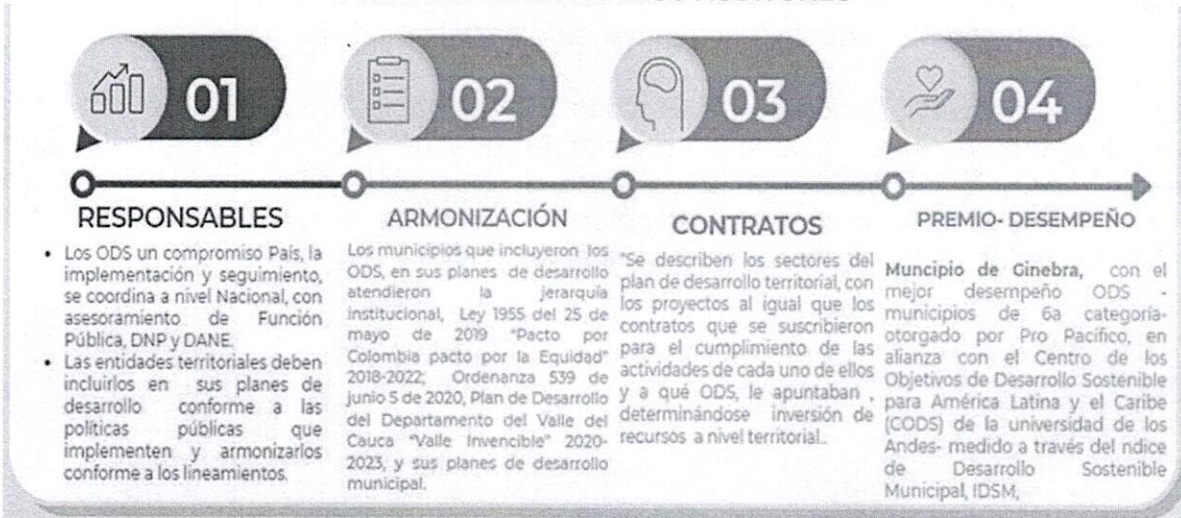 01
RESPONSABLES
• Los ODS un compromiso País, la
implementación y seguimiento,
se coordina a nivel Nacional, con
asesoramiento de Función
Pública, DNP y DANE.
• Las entidades territoriales deben
incluirlos en sus planes de
desarrollo conforme a las
políticas públicas que
implementen y armonizarlos
conforme a los lineamientos.
02
ARMONIZACIÓN
Los municipios que incluyeron los
ODS, en sus planes de desarrollo
atendieron la jerarquía
institucional, Ley 1955 del 25 de
mayo de 2019 "Pacto por
Colombia pacto por la Equidad"
2018-2022; Ordenanza 539 de
junio 5 de 2020, Plan de Desarrollo
del Departamento del Valle del
Cauca "Valle Invencible" 2020-
2023, y sus planes de desarrollo
municipal.
03
CONTRATOS
"Se describen los sectores del
plan de desarrollo territorial, con
los proyectos al igual que los
contratos que se suscribieron
para el cumplimiento de las
actividades de cada uno de ellos
y a qué ODS, le apuntaban ,
determinándose inversión de
recursos a nivel territorial..
04
PREMIO- DESEMPEÑO
Muncipio de Ginebra, con el
mejor desempeño ODS -
municipios de 6a categoría-
otorgado por Pro Pacífico, en
alianza con el Centro de los
Objetivos de Desarrollo Sostenible
para América Latina y el Caribe
(CODS) de la universidad de los
Andes- medido a través del ndice
de Desarrollo Sostenible
Municipal, IDSM,